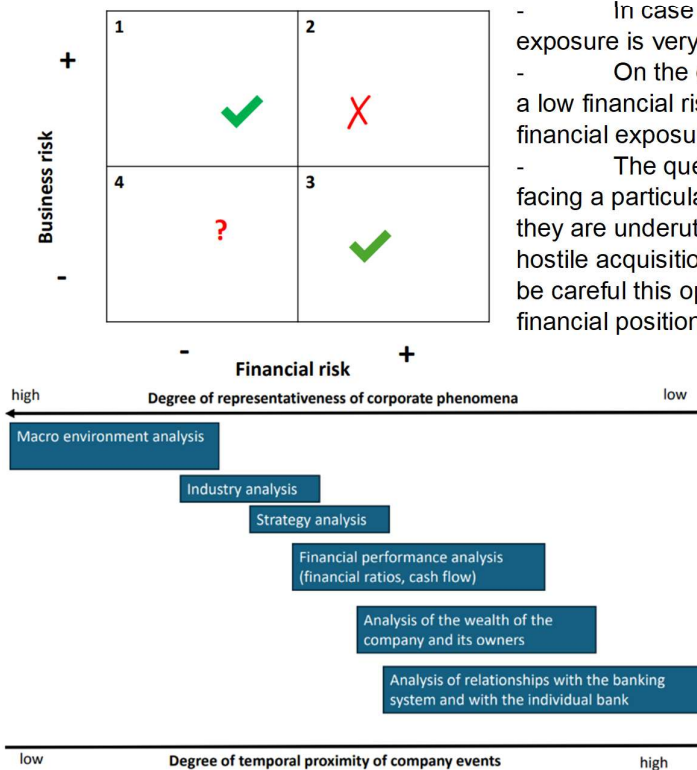 1
2
+
Business risk
4
3
?
-
-
+
Financial risk
- In case
exposure is very
- On the
a low financial ris
financial exposu
- The que
facing a particula
they are underut
hostile acquisitio
be careful this op
financial position
high
Degree of representativeness of corporate phenomena
low
Macro environment analysis
Industry analysis
Strategy analysis
Financial performance analysis
(financial ratios, cash flow)
Analysis of the wealth of the
company and its owners
Analysis of relationships with the banking
system and with the individual bank
low
Degree of temporal proximity of company events
high